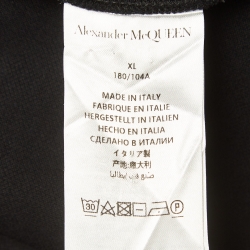 Alexander McQUEEN
XL
180/104A
MADE IN ITALY
FABRIQUE EN ITALIE
HERGESTELLT IN ITALIEN
HECHO EN ITALIA
СДЕЛАНО В ИТАЛИИ
イタリア製
产地:意大利
صنع في إيطاليا
30
P